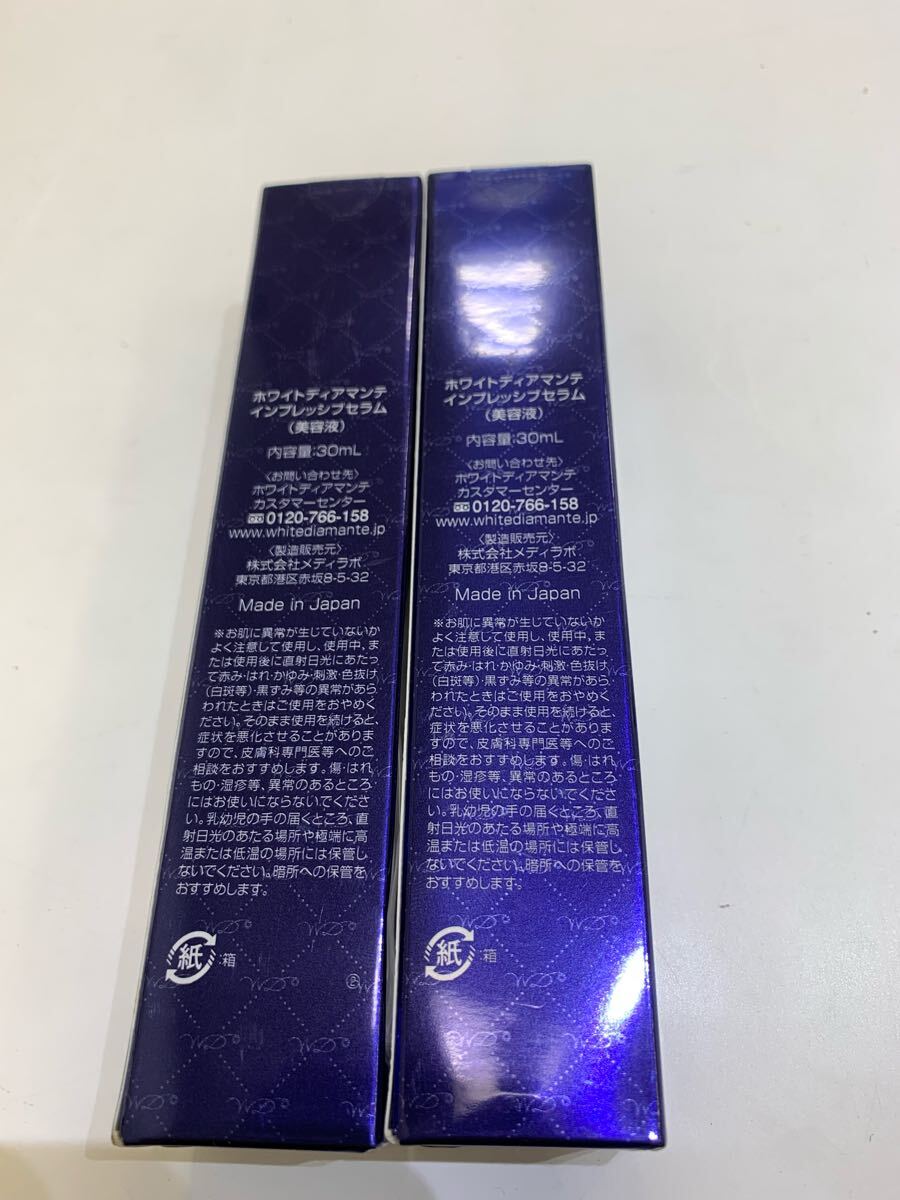 ホワイトディアマンテ
インプレッシブセラム
(美容液)
内容量:30mL
〈お問い合わせ先〉
ホワイトディアマンテ
カスタマーセンター
0120-766-158
www.whitediamante.jp
〈製造販売元〉
株式会社メディラボ
東京都港区赤坂8-5-32
Made in Japan
※お肌に異常が生じていないか
よく注意して使用し、使用中、ま
たは使用後に直射日光にあたっ
て赤み・はれ・かゆみ・刺激・色抜け
(白斑等)・黒ずみ等の異常があら
われたときはご使用をおやめく
ださい。そのまま使用を続けると、
症状を悪化させることがありま
すので、皮膚科専門医等へのご
相談をおすすめします。傷・はれ
もの・湿疹等、異常のあるところ
にはお使いにならないでくださ
い。乳幼児の手の届くところ、直
射日光のあたる場所や極端に高
温または低温の場所には保管し
ないでください。暗所への保管を
おすすめします。
紙 箱
ホワイトディアマンテ
インプレッシブセラム
(美容液)
内容量:30mL
〈お問い合わせ先〉
ホワイトディアマンテ
カスタマーセンター
0120-766-158
www.whitediamante.jp
〈製造販売元〉
株式会社メディラボ
東京都港区赤坂8-5-32
Made in Japan
※お肌に異常が生じていないか
よく注意して使用し、使用中、ま
たは使用後に直射日光にあたっ
て赤み・はれ・かゆみ・刺激・色抜け
(白斑等)・黒ずみ等の異常があら
われたときはご使用をおやめく
ださい。そのまま使用を続けると、
症状を悪化させることがありま
すので、皮膚科専門医等へのご
相談をおすすめします。傷・はれ
もの・湿疹等、異常のあるところ
にはお使いにならないでくださ
い。乳幼児の手の届くところ、直
射日光のあたる場所や極端に高
温または低温の場所には保管し
ないでください。暗所への保管を
おすすめします。
紙 箱